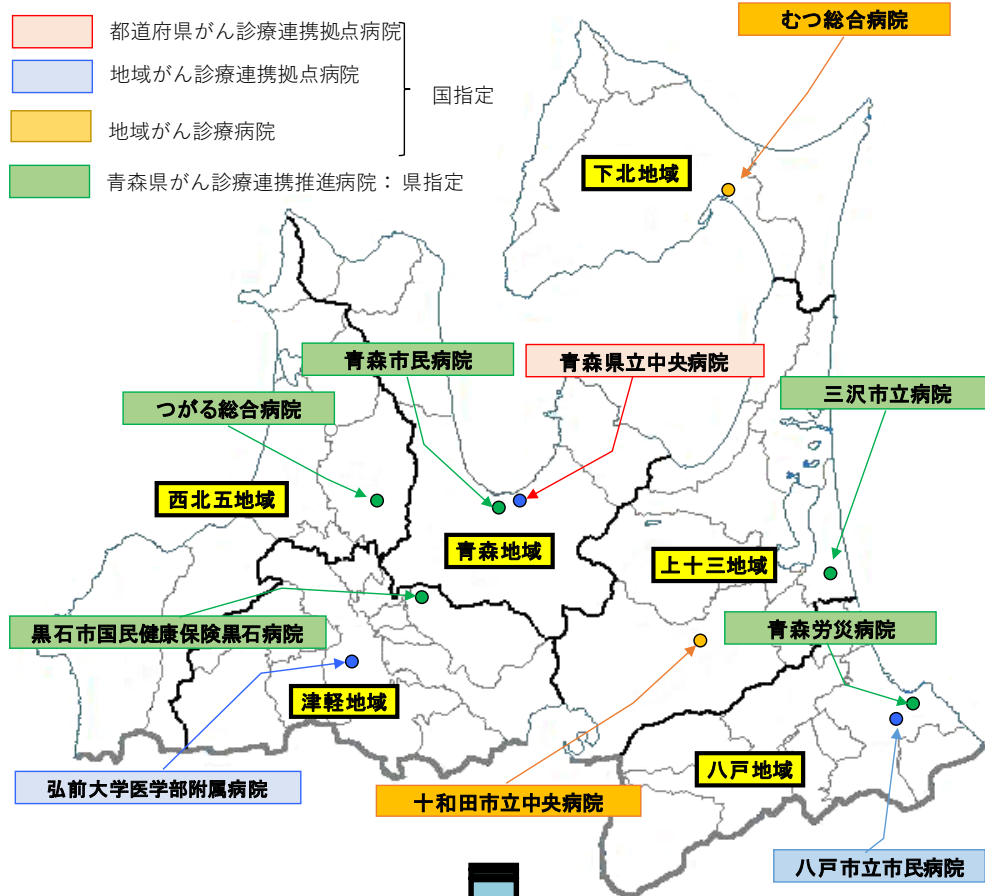 都道府県がん診療連携拠点病院
地域がん診療連携拠点病院
国指定
地域がん診療病院
青森県がん診療連携推進病院：県指定
むつ総合病院
下北地域
青森市民病院
青森県立中央病院
三沢市立病院
つがる総合病院
西北五地域
青森地域
上十三地域
黒石市国民健康保険黒石病院
青森労災病院
津軽地域
八戸地域
弘前大学医学部附属病院
十和田市立中央病院
八戸市立市民病院